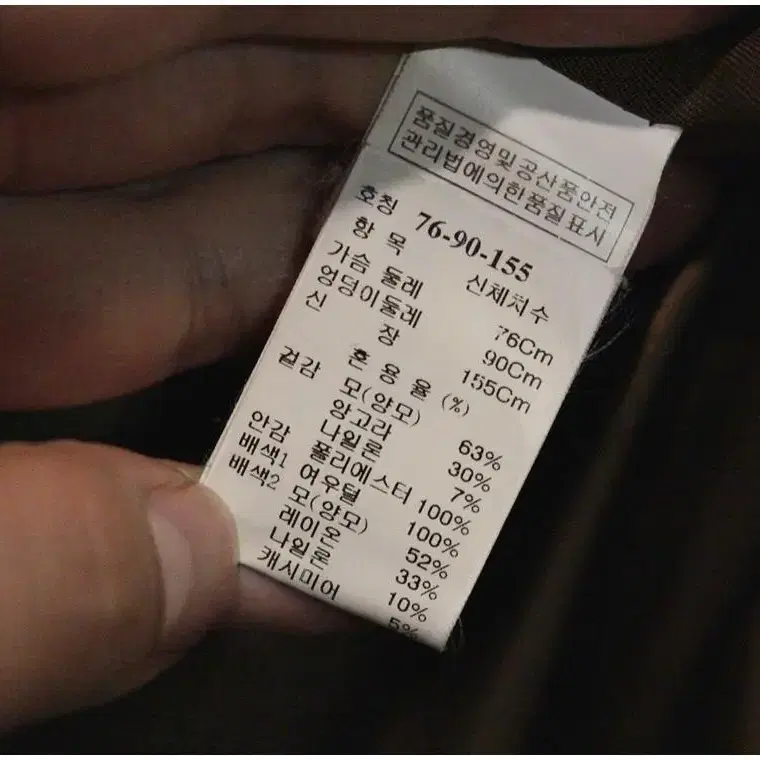 품질경영및공산품안전
관리법에의한품질표시
호칭 76-90-155
항 목 신체치수
가슴 둘레 76Cm
엉덩이둘레 90Cm
신 장 155Cm
혼 용 율 (%)
겉감 모(양모) 63%
앙고라 30%
나일론 7%
안감 폴리에스터 100%
배색1 여우털 100%
배색2 모(양모) 52%
레이온 33%
나일론 10%
캐시미어 5%